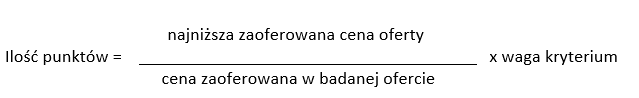 najniższa zaoferowana cena oferty
Ilość punktów = x waga kryterium
cena zaoferowana w badanej ofercie